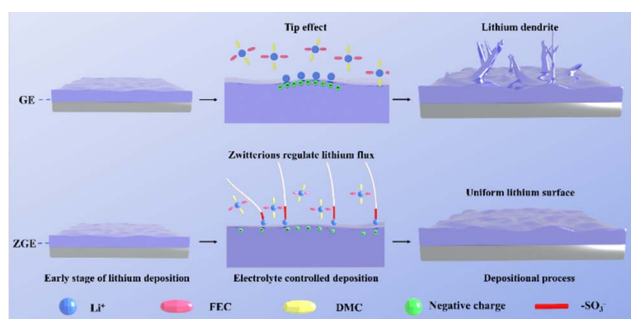 Tip effect
Lithium dendrite
GE
Zwitterions regulate lithium flux
Uniform lithium surface
ZGE
Early stage of lithium deposition
Electrolyte controlled deposition
Depositional process
Li⁺
FEC
DMC
Negative charge
-SO₃⁻